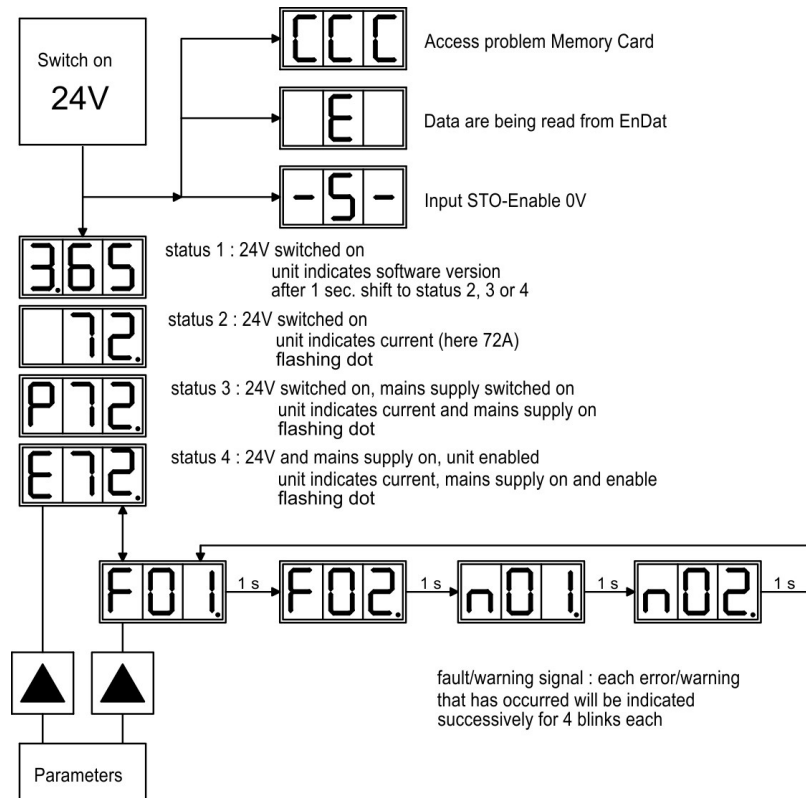 Switch on
24V
CCC
Access problem Memory Card
E
Data are being read from EnDat
-S-
Input STO-Enable 0V
3.65
status 1 : 24V switched on
unit indicates software version
after 1 sec. shift to status 2, 3 or 4
72.
status 2 : 24V switched on
unit indicates current (here 72A)
flashing dot
P72.
status 3 : 24V switched on, mains supply switched on
unit indicates current and mains supply on
flashing dot
E72.
status 4 : 24V and mains supply on, unit enabled
unit indicates current, mains supply on and enable
flashing dot
F01.
1 s
F02.
1 s
n01.
1 s
n02.
1 s
fault/warning signal : each error/warning
that has occurred will be indicated
successively for 4 blinks each
Parameters